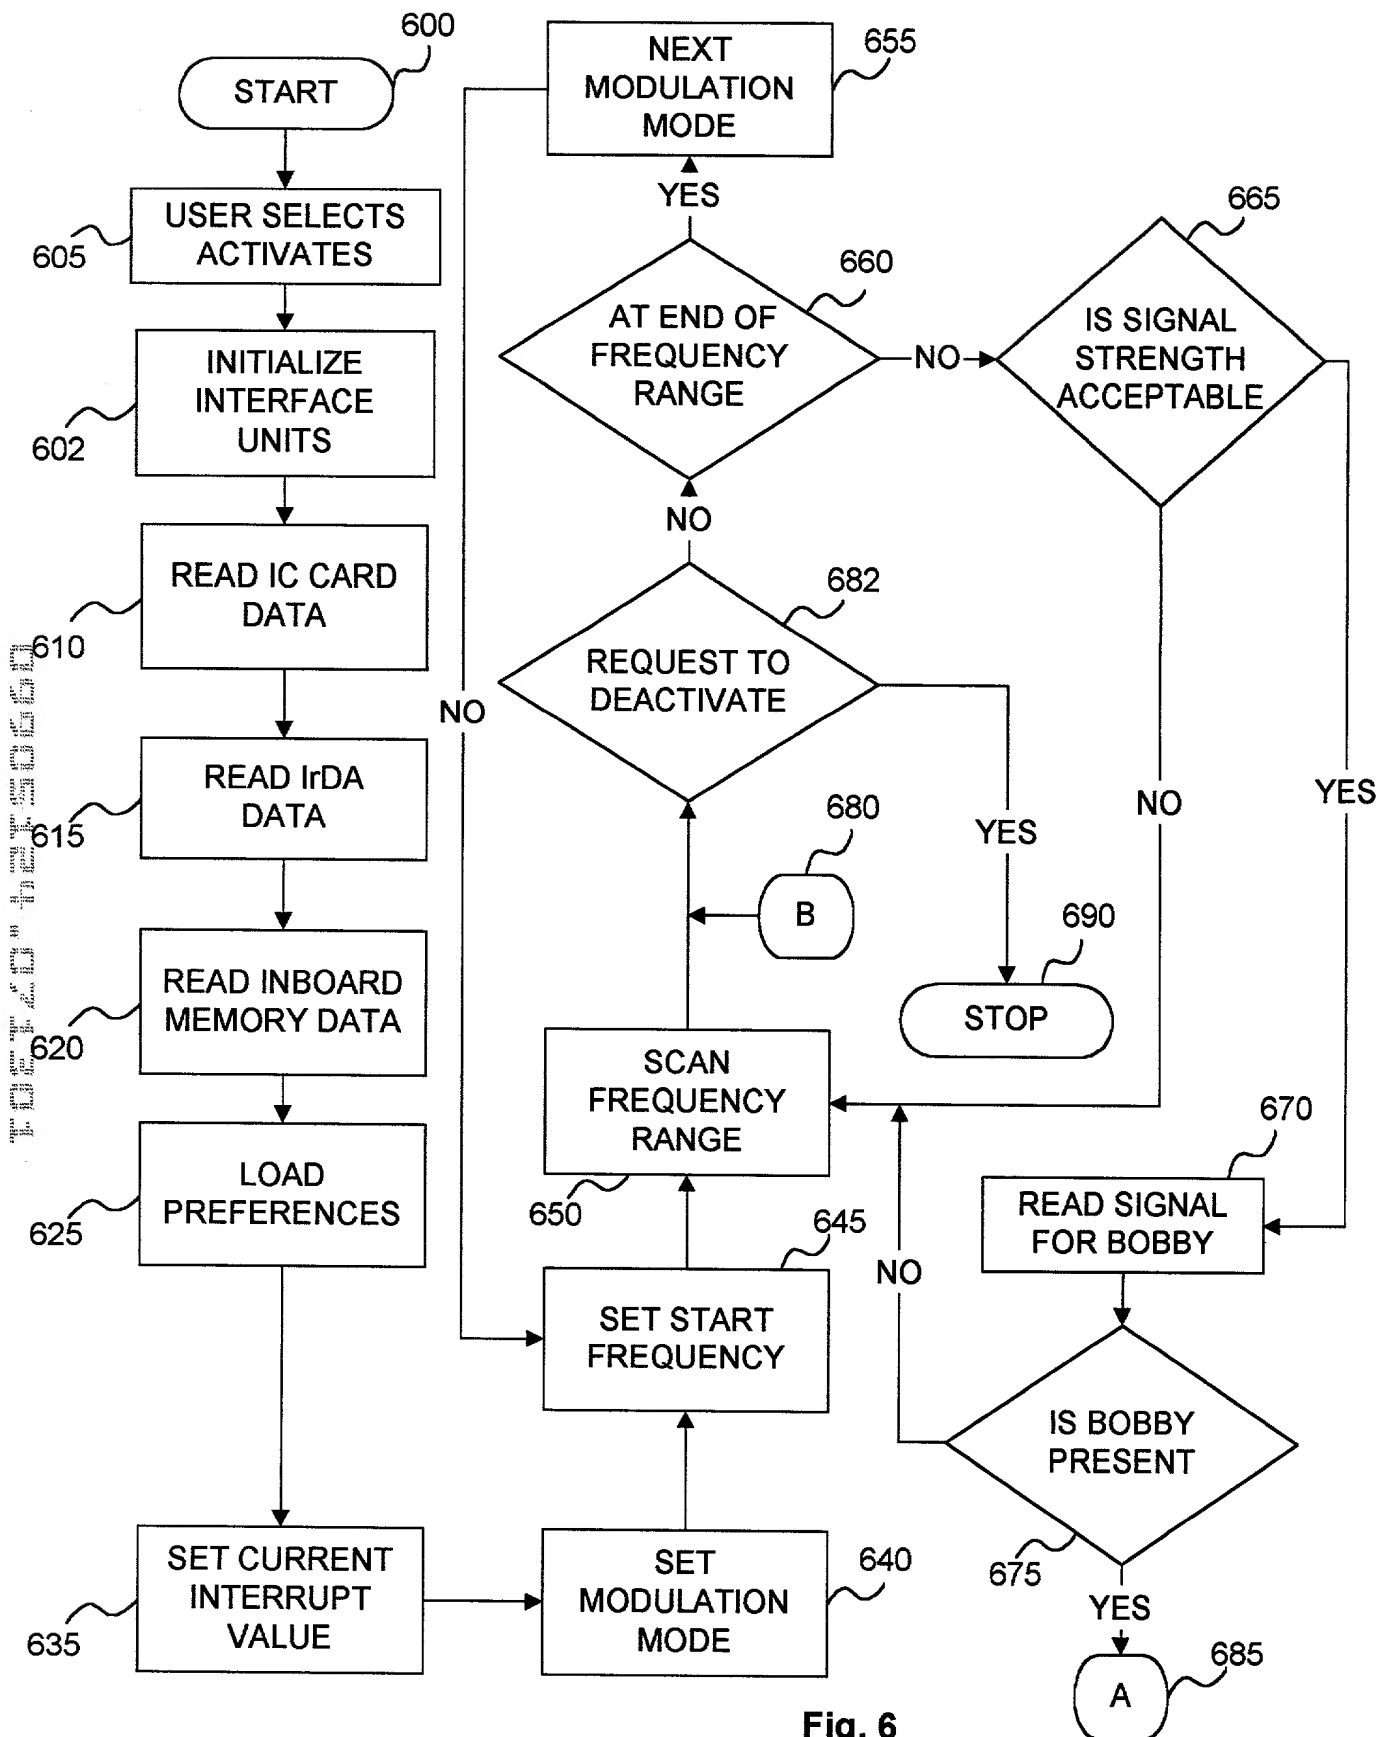 600
START
USER SELECTS
ACTIVATES
605
INITIALIZE
INTERFACE
UNITS
602
READ IC CARD
DATA
610
READ IrDA
DATA
615
READ INBOARD
MEMORY DATA
620
LOAD
PREFERENCES
625
SET CURRENT
INTERRUPT
VALUE
635
SET
MODULATION
MODE
640
SET START
FREQUENCY
645
SCAN
FREQUENCY
RANGE
650
B
680
REQUEST TO
DEACTIVATE
682
YES
STOP
690
NO
AT END OF
FREQUENCY
RANGE
660
YES
NEXT
MODULATION
MODE
655
NO
NO
IS SIGNAL
STRENGTH
ACCEPTABLE
665
NO
YES
READ SIGNAL
FOR BOBBY
670
IS BOBBY
PRESENT
675
NO
YES
A
685
Fig. 6